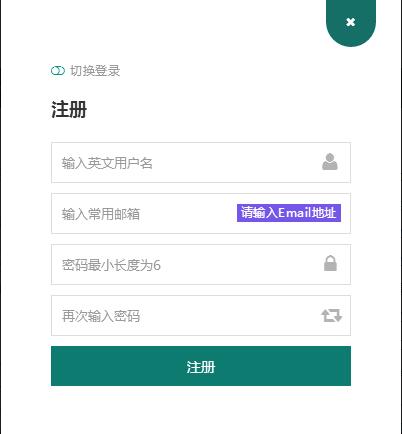 切换登录
注册
输入英文用户名
输入常用邮箱
请输入Email地址
密码最小长度为6
再次输入密码
注册